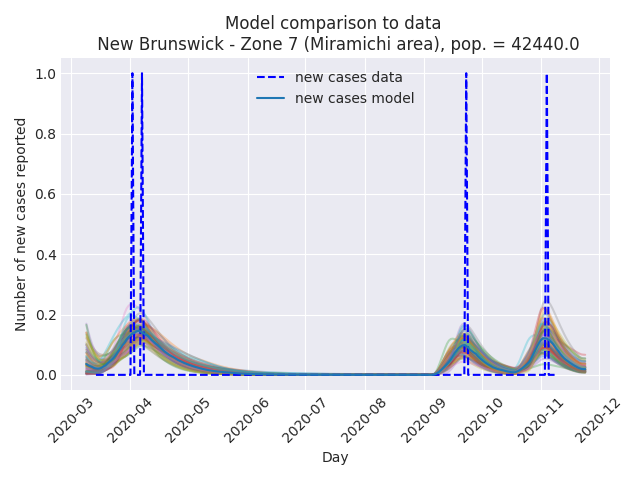 Model comparison to data
New Brunswick - Zone 7 (Miramichi area), pop. = 42440.0
new cases data
new cases model
Number of new cases reported
1.0
0.8
0.6
0.4
0.2
0.0
2020-03
2020-04
2020-05
2020-06
2020-07
2020-08
2020-09
2020-10
2020-11
2020-12
Day